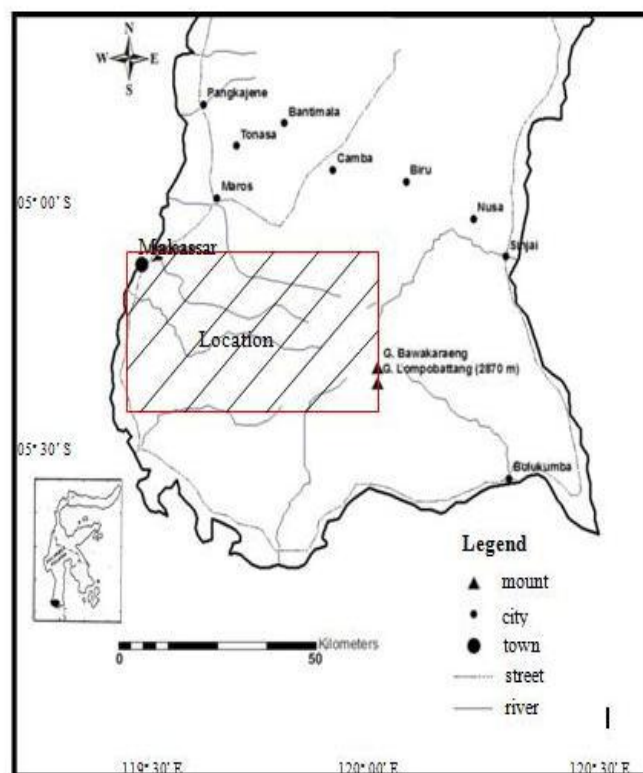 N
W E
S
Pangkajene
Bantimala
Tonasa
Camba
Biru
Maros
Nusa
05° 00' S
Sinjai
Makassar
Location
G. Bawakaraeng
G. Lompobattang (2870 m)
05° 30' S
Bulukumba
Legend
mount
city
town
street
river
Kilometers
0 50
119° 30' E 120° 00' E 120° 30' E